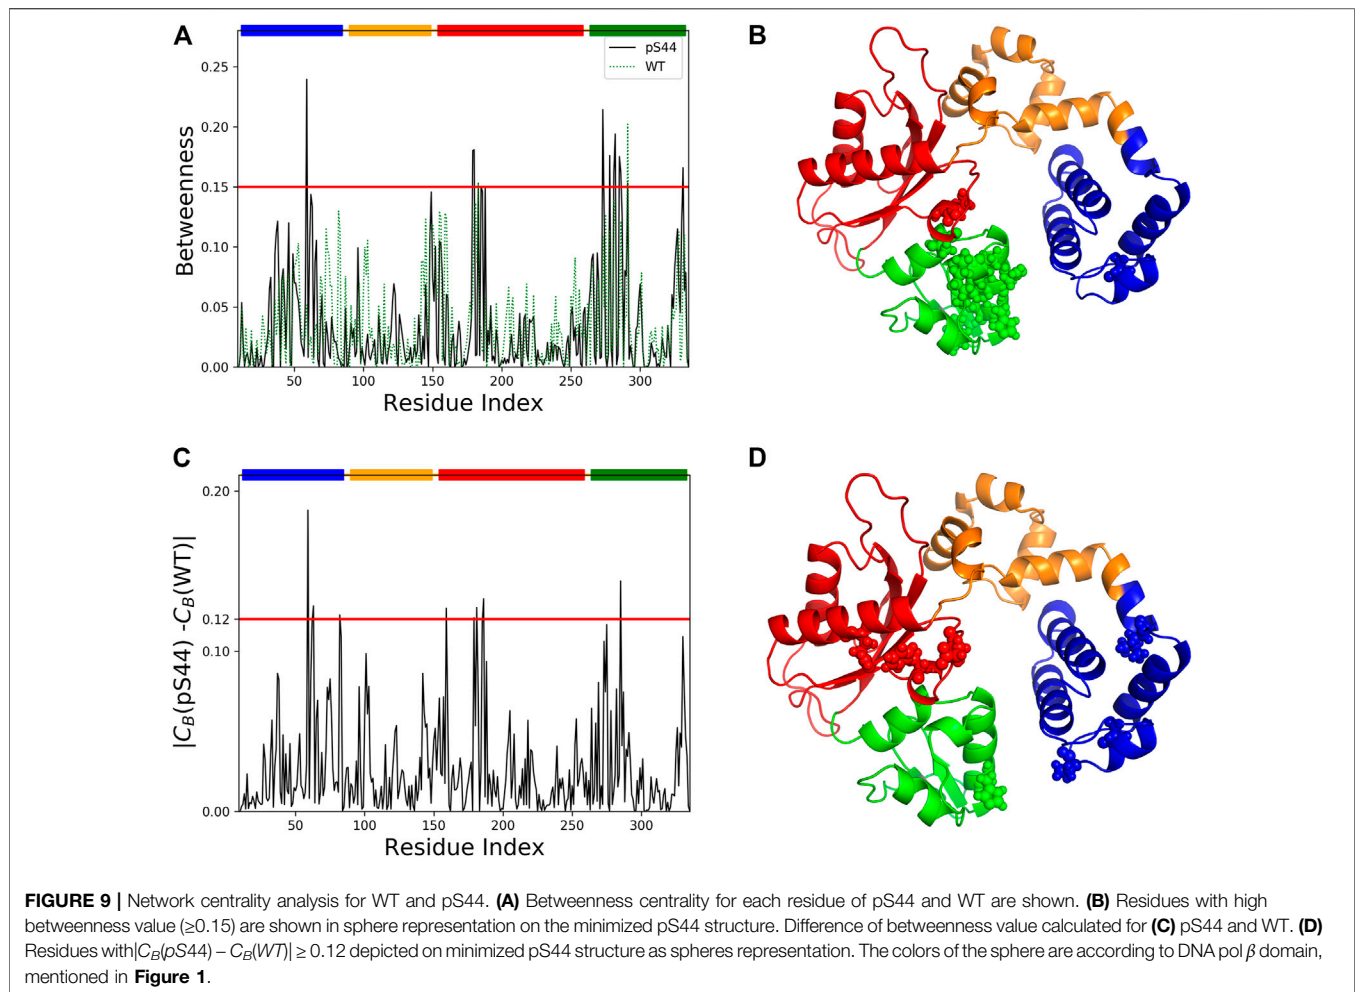 A
B
pS44
WT
0.25
0.20
0.15
0.10
0.05
0.00
Betweenness
50 100 150 200 250 300
Residue Index
C
D
0.20
0.12
0.10
0.00
|C_B(pS44) -C_B(WT)|
50 100 150 200 250 300
Residue Index
FIGURE 9 | Network centrality analysis for WT and pS44. (A) Betweenness centrality for each residue of pS44 and WT are shown. (B) Residues with high
betweenness value (≥0.15) are shown in sphere representation on the minimized pS44 structure. Difference of betweenness value calculated for (C) pS44 and WT. (D)
Residues with|C_B(pS44) – C_B(WT)| ≥ 0.12 depicted on minimized pS44 structure as spheres representation. The colors of the sphere are according to DNA pol β domain,
mentioned in Figure 1.